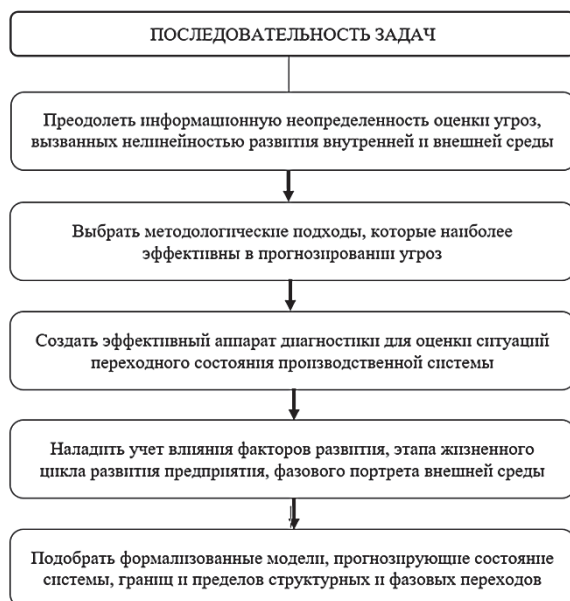 ПОСЛЕДОВАТЕЛЬНОСТЬ ЗАДАЧ
Преодолеть информационную неопределенность оценки угроз,
вызванных нелинейностью развития внутренней и внешней среды
Выбрать методологические подходы, которые наиболее
эффективны в прогнозировании угроз
Создать эффективный аппарат диагностики для оценки ситуаций
переходного состояния производственной системы
Наладить учет влияния факторов развития, этапа жизненного
цикла развития предприятия, фазового портрета внешней среды
Подобрать формализованные модели, прогнозирующие состояние
системы, границ и пределов структурных и фазовых переходов